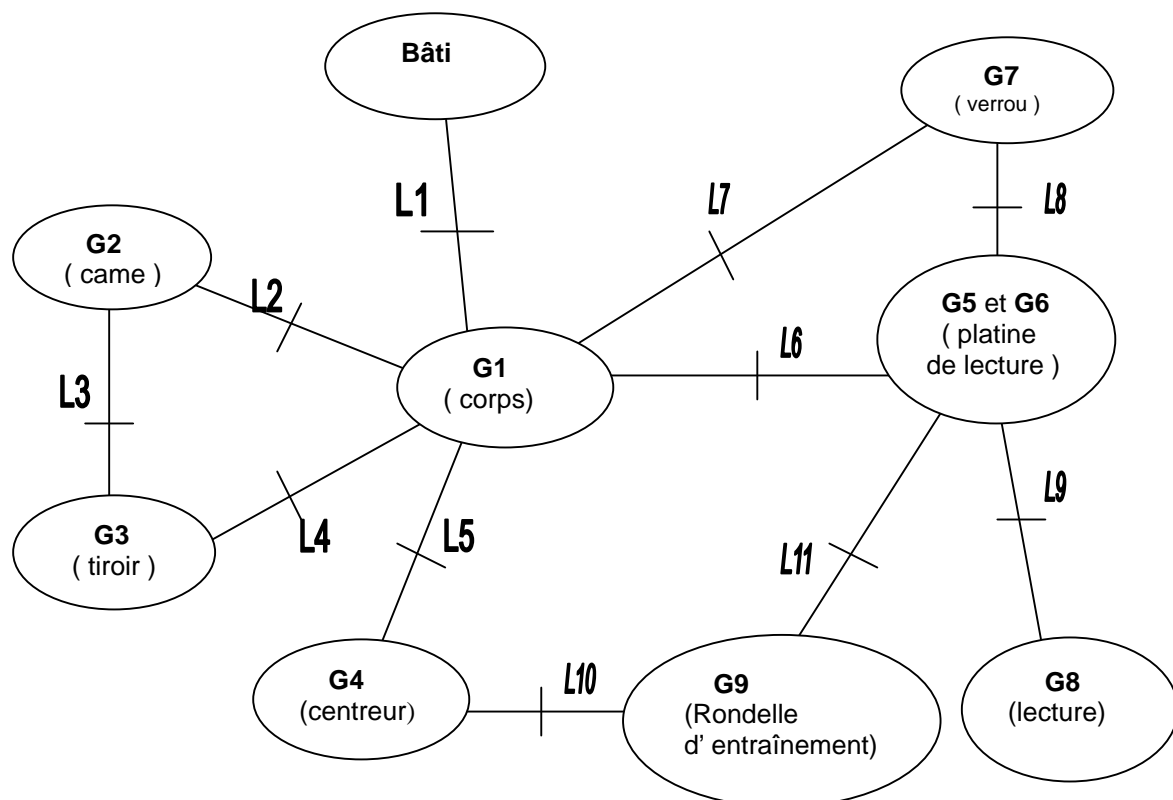 Bâti
G7
( verrou )
L1
L7
L8
G2
( came )
L2
G5 et G6
( platine
de lecture )
L6
G1
( corps)
L3
L9
G3
( tiroir )
L4
L5
L11
G4
(centreur)
L10
G9
(Rondelle
d' entraînement)
G8
(lecture)